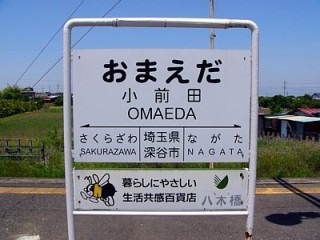 おまえだ
小前田
OMAEDA
さくらざわ 埼玉県 ながた
SAKURAZAWA 深谷市 NAGATA
暮らしにやさしい
生活共感百貨店 八木橋